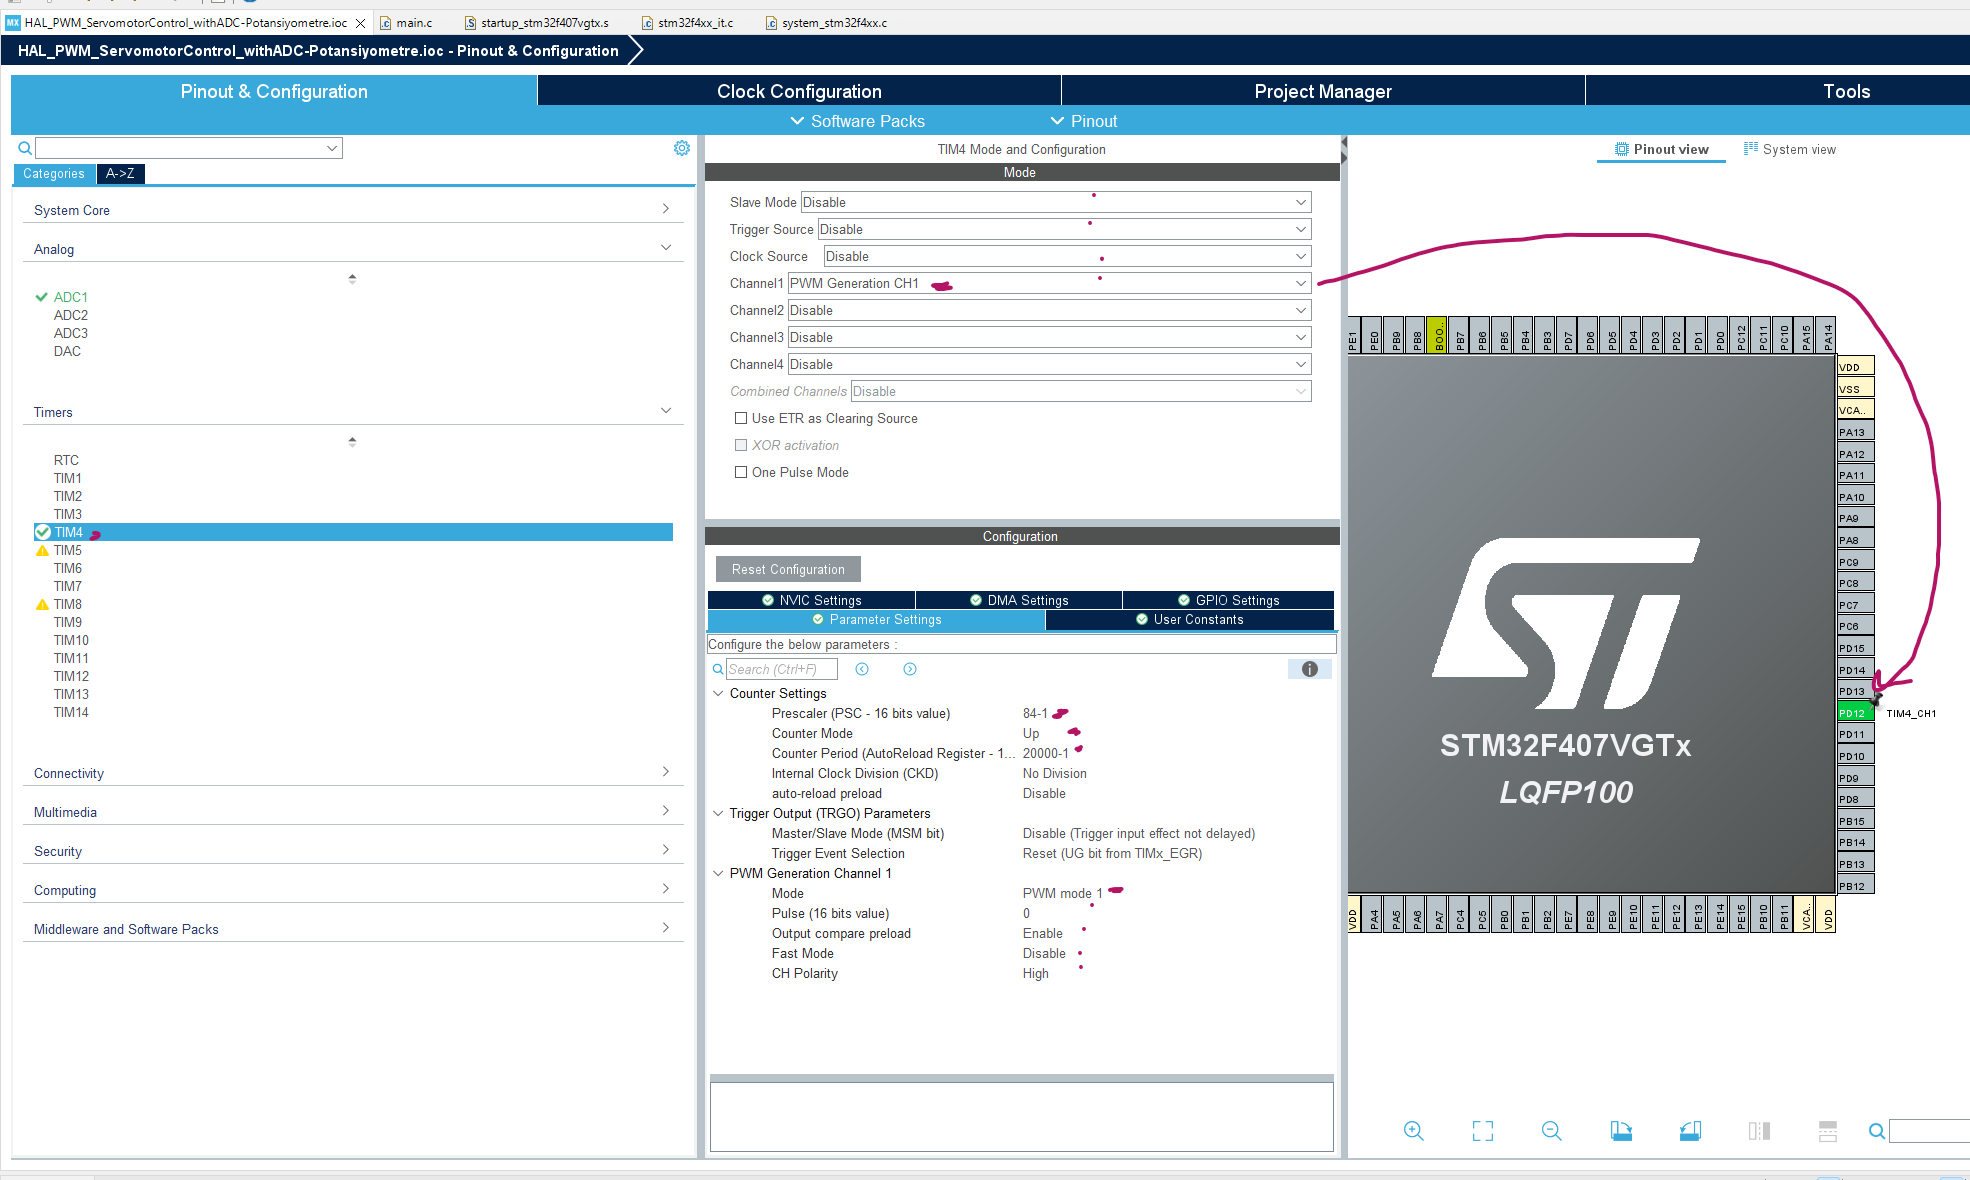 HAL_PWM_ServomotorControl_withADC-Potansiyometre.ioc
main.c
startup_stm32f407vgtx.s
stm32f4xx_it.c
system_stm32f4xx.c
HAL_PWM_ServomotorControl_withADC-Potansiyometre.ioc - Pinout & Configuration
Pinout & Configuration
Clock Configuration
Project Manager
Tools
Software Packs
Pinout
Categories
A->Z
System Core
Analog
ADC1
ADC2
ADC3
DAC
Timers
RTC
TIM1
TIM2
TIM3
TIM4
TIM5
TIM6
TIM7
TIM8
TIM9
TIM10
TIM11
TIM12
TIM13
TIM14
Connectivity
Multimedia
Security
Computing
Middleware and Software Packs
TIM4 Mode and Configuration
Mode
Slave Mode Disable
Trigger Source Disable
Clock Source Disable
Channel1 PWM Generation CH1
Channel2 Disable
Channel3 Disable
Channel4 Disable
Combined Channels Disable
Use ETR as Clearing Source
XOR activation
One Pulse Mode
Configuration
Reset Configuration
NVIC Settings
DMA Settings
GPIO Settings
Parameter Settings
User Constants
Configure the below parameters :
Search (Ctrl+F)
Counter Settings
Prescaler (PSC - 16 bits value) 84-1
Counter Mode Up
Counter Period (AutoReload Register - 1... 20000-1
Internal Clock Division (CKD) No Division
auto-reload preload Disable
Trigger Output (TRGO) Parameters
Master/Slave Mode (MSM bit) Disable (Trigger input effect not delayed)
Trigger Event Selection Reset (UG bit from TIMx_EGR)
PWM Generation Channel 1
Mode PWM mode 1
Pulse (16 bits value) 0
Output compare preload Enable
Fast Mode Disable
CH Polarity High
Pinout view
System view
PE1
PE0
PB9
PB8
BOO..
PB7
PB6
PB5
PB4
PB3
PD7
PD6
PD5
PD4
PD3
PD2
PD1
PD0
PC12
PC11
PC10
PA15
PA14
VDD
VSS
VCA..
PA13
PA12
PA11
PA10
PA9
PA8
PC9
PC8
PC7
PC6
PD15
PD14
PD13
PD12 TIM4_CH1
PD11
PD10
PD9
PD8
PB15
PB14
PB13
PB12
ST
STM32F407VGTx
LQFP100
VDD
PA4
PA5
PA6
PA7
PC4
PC5
PB0
PB1
PB2
PE7
PE8
PE9
PE10
PE11
PE12
PE13
PE14
PE15
PB10
PB11
VCA..
VDD